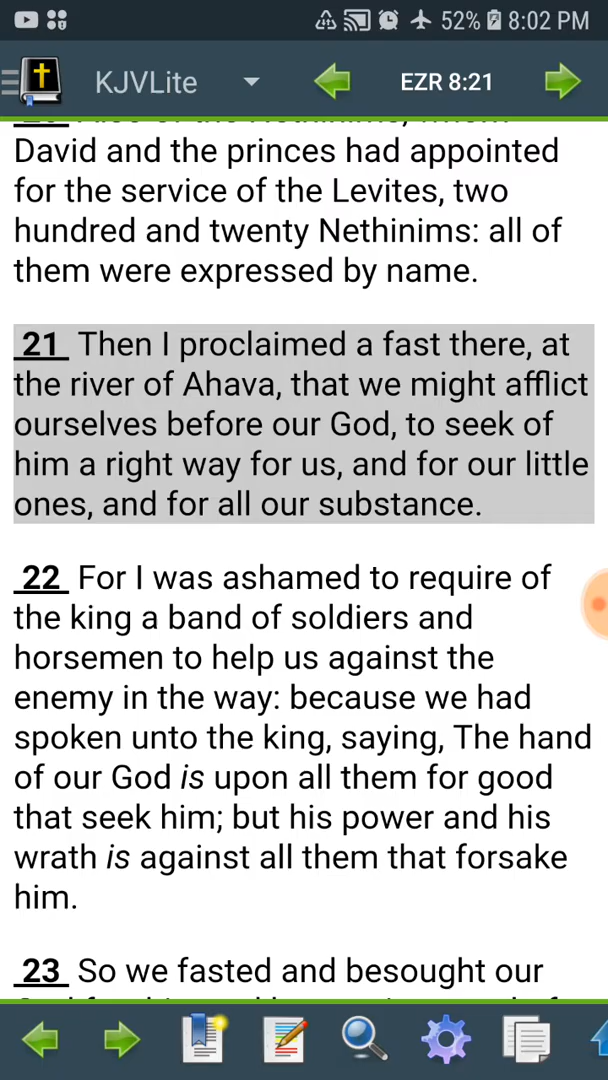 52% 8:02 PM
KJVLite EZR 8:21
David and the princes had appointed
for the service of the Levites, two
hundred and twenty Nethinims: all of
them were expressed by name.
21 Then I proclaimed a fast there, at
the river of Ahava, that we might afflict
ourselves before our God, to seek of
him a right way for us, and for our little
ones, and for all our substance.
22 For I was ashamed to require of
the king a band of soldiers and
horsemen to help us against the
enemy in the way: because we had
spoken unto the king, saying, The hand
of our God is upon all them for good
that seek him; but his power and his
wrath is against all them that forsake
him.
23 So we fasted and besought our